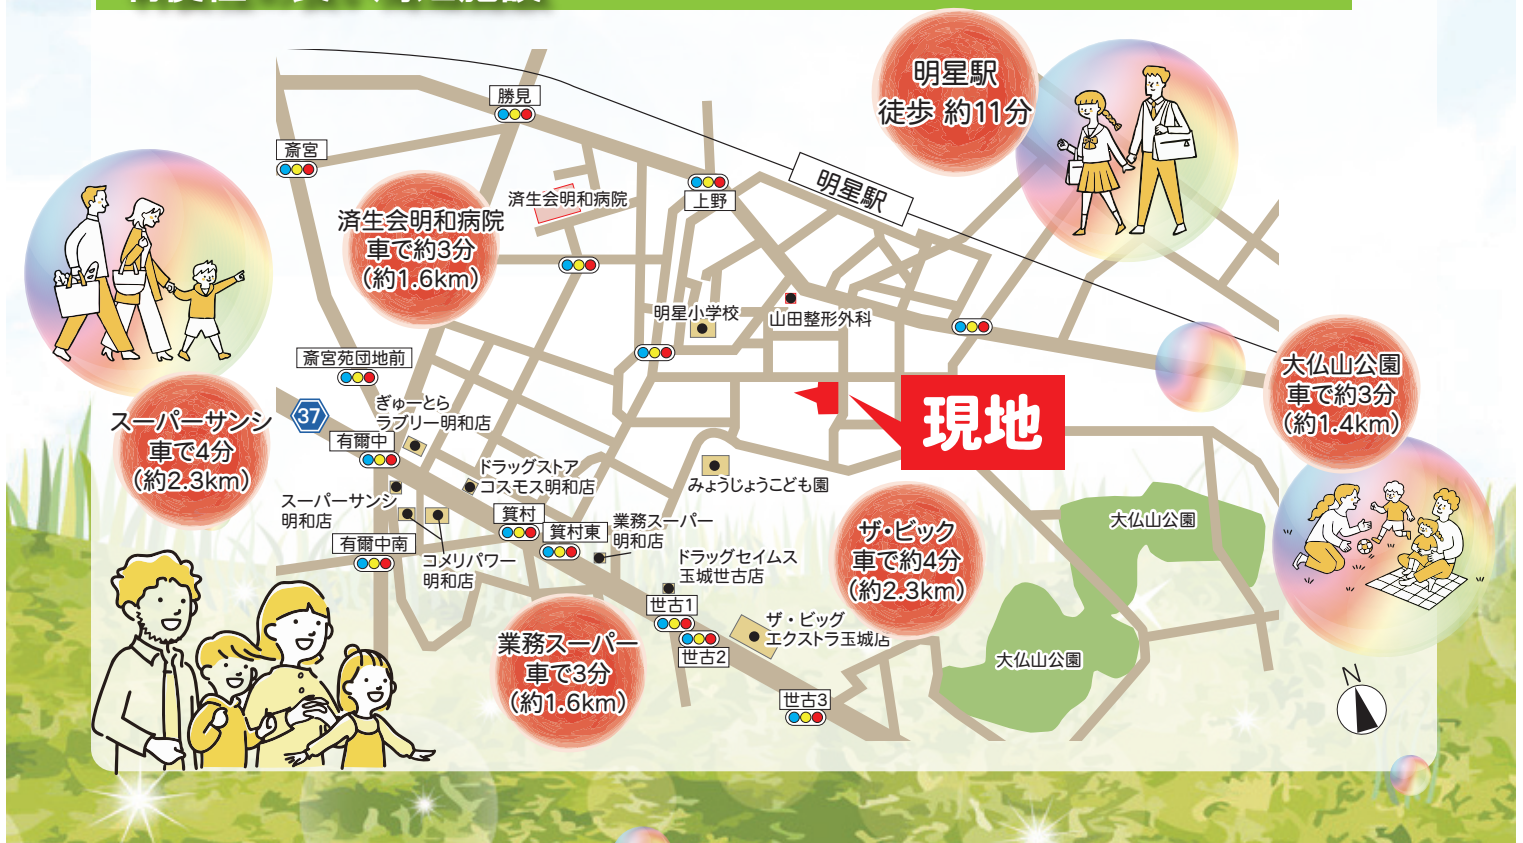 明星駅
徒歩 約11分
勝見
斎宮
済生会明和病院
上野
明星駅
済生会明和病院
車で約3分
(約1.6km)
明星小学校
山田整形外科
斎宮苑団地前
37
ぎゅーとら
ラブリー明和店
有爾中
現地
大仏山公園
車で約3分
(約1.4km)
スーパーサンシ
車で4分
(約2.3km)
ドラッグストア
コスモス明和店
みょうじょうこども園
スーパーサンシ
明和店
箕村
箕村東
業務スーパー
明和店
有爾中南
コメリパワー
明和店
ドラッグセイムス
玉城世古店
ザ・ビック
車で約4分
(約2.3km)
大仏山公園
世古1
世古2
ザ・ビッグ
エクストラ玉城店
業務スーパー
車で3分
(約1.6km)
大仏山公園
世古3
N